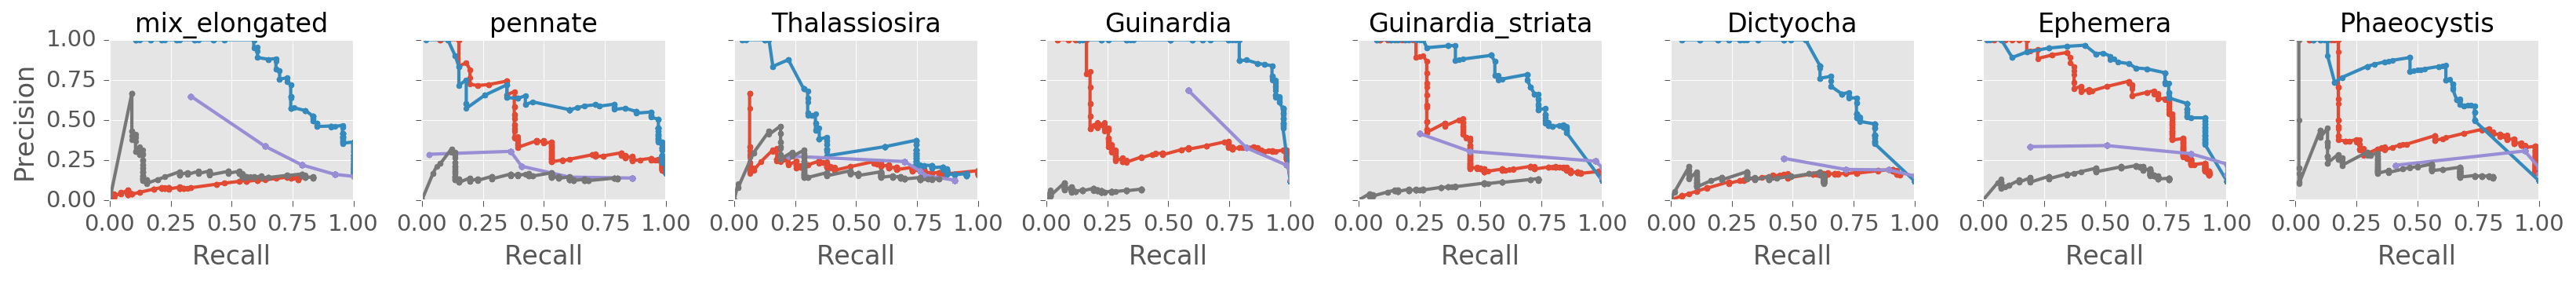 mix_elongated pennate Thalassiosira Guinardia Guinardia_striata Dictyocha Ephemera Phaeocystis
1.00
0.75
Precision
0.50
0.25
0.00
0.00 0.25 0.50 0.75 1.00 0.00 0.25 0.50 0.75 1.00 0.00 0.25 0.50 0.75 1.00 0.00 0.25 0.50 0.75 1.00 0.00 0.25 0.50 0.75 1.00 0.00 0.25 0.50 0.75 1.00 0.00 0.25 0.50 0.75 1.00 0.00 0.25 0.50 0.75 1.00
Recall Recall Recall Recall Recall Recall Recall Recall